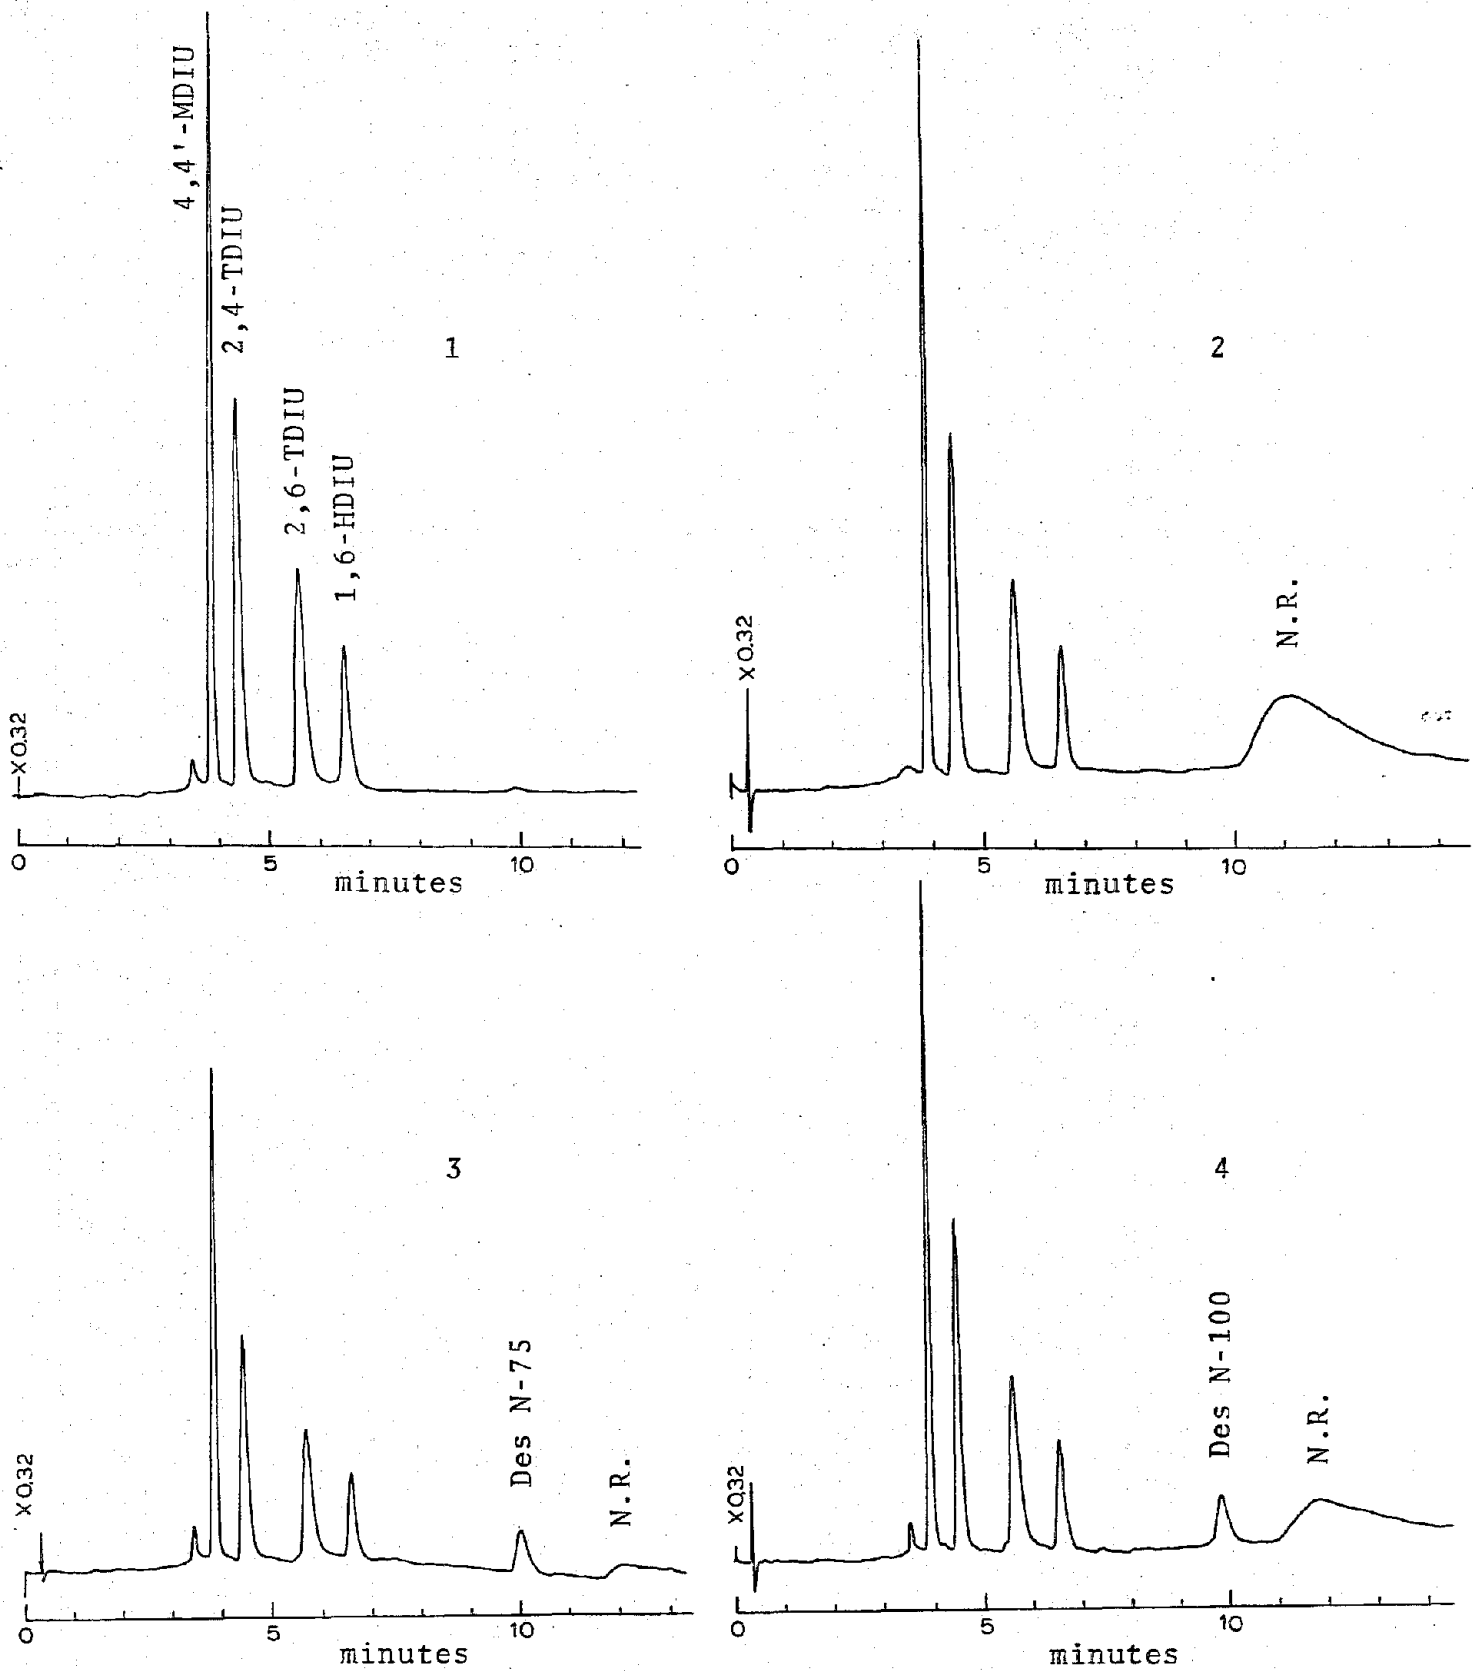 4,4'-MDIU
2,4-TDIU
2,6-TDIU
1,6-HDIU
1
X0.32
0 5 10
minutes
2
N.R.
X0.32
0 5 10
minutes
3
Des N-75
N.R.
X0.32
0 5 10
minutes
4
Des N-100
N.R.
X0.32
0 5 10
minutes